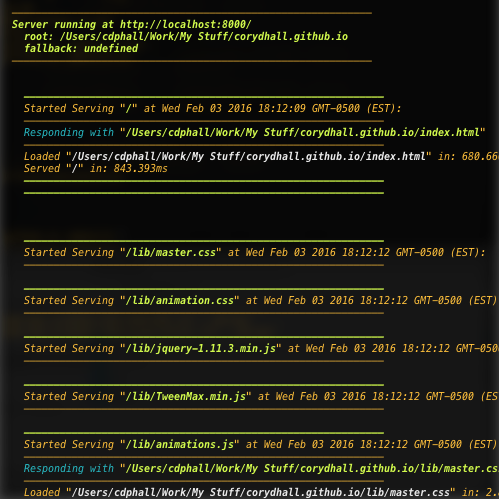 Server running at http://localhost:8000/
root: /Users/cdphall/Work/My Stuff/corydhall.github.io
fallback: undefined
Started Serving "/" at Wed Feb 03 2016 18:12:09 GMT-0500 (EST):
Responding with "/Users/cdphall/Work/My Stuff/corydhall.github.io/index.html"
Loaded "/Users/cdphall/Work/My Stuff/corydhall.github.io/index.html" in: 680.66
Served "/" in: 843.393ms
Started Serving "/lib/master.css" at Wed Feb 03 2016 18:12:12 GMT-0500 (EST):
Started Serving "/lib/animation.css" at Wed Feb 03 2016 18:12:12 GMT-0500 (EST)
Started Serving "/lib/jquery-1.11.3.min.js" at Wed Feb 03 2016 18:12:12 GMT-050
Started Serving "/lib/TweenMax.min.js" at Wed Feb 03 2016 18:12:12 GMT-0500 (ES
Started Serving "/lib/animations.js" at Wed Feb 03 2016 18:12:12 GMT-0500 (EST)
Responding with "/Users/cdphall/Work/My Stuff/corydhall.github.io/lib/master.cs
Loaded "/Users/cdphall/Work/My Stuff/corydhall.github.io/lib/master.css" in: 2.